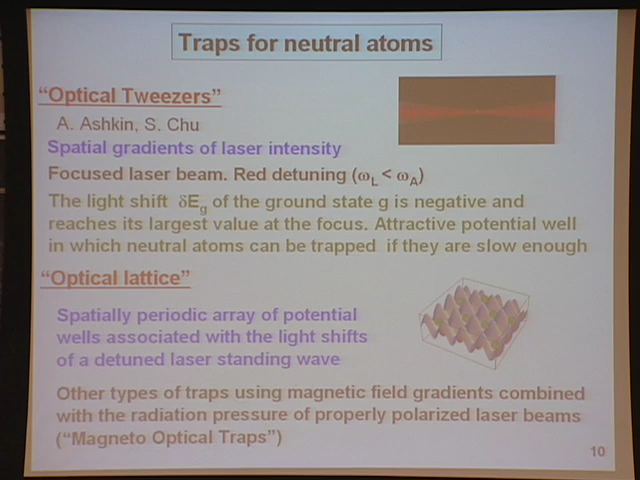 Traps for neutral atoms
“Optical Tweezers”
A. Ashkin, S. Chu
Spatial gradients of laser intensity
Focused laser beam. Red detuning (ωL < ωA)
The light shift δEg of the ground state g is negative and
reaches its largest value at the focus. Attractive potential well
in which neutral atoms can be trapped if they are slow enough
“Optical lattice”
Spatially periodic array of potential
wells associated with the light shifts
of a detuned laser standing wave
Other types of traps using magnetic field gradients combined
with the radiation pressure of properly polarized laser beams
(“Magneto Optical Traps”)
10